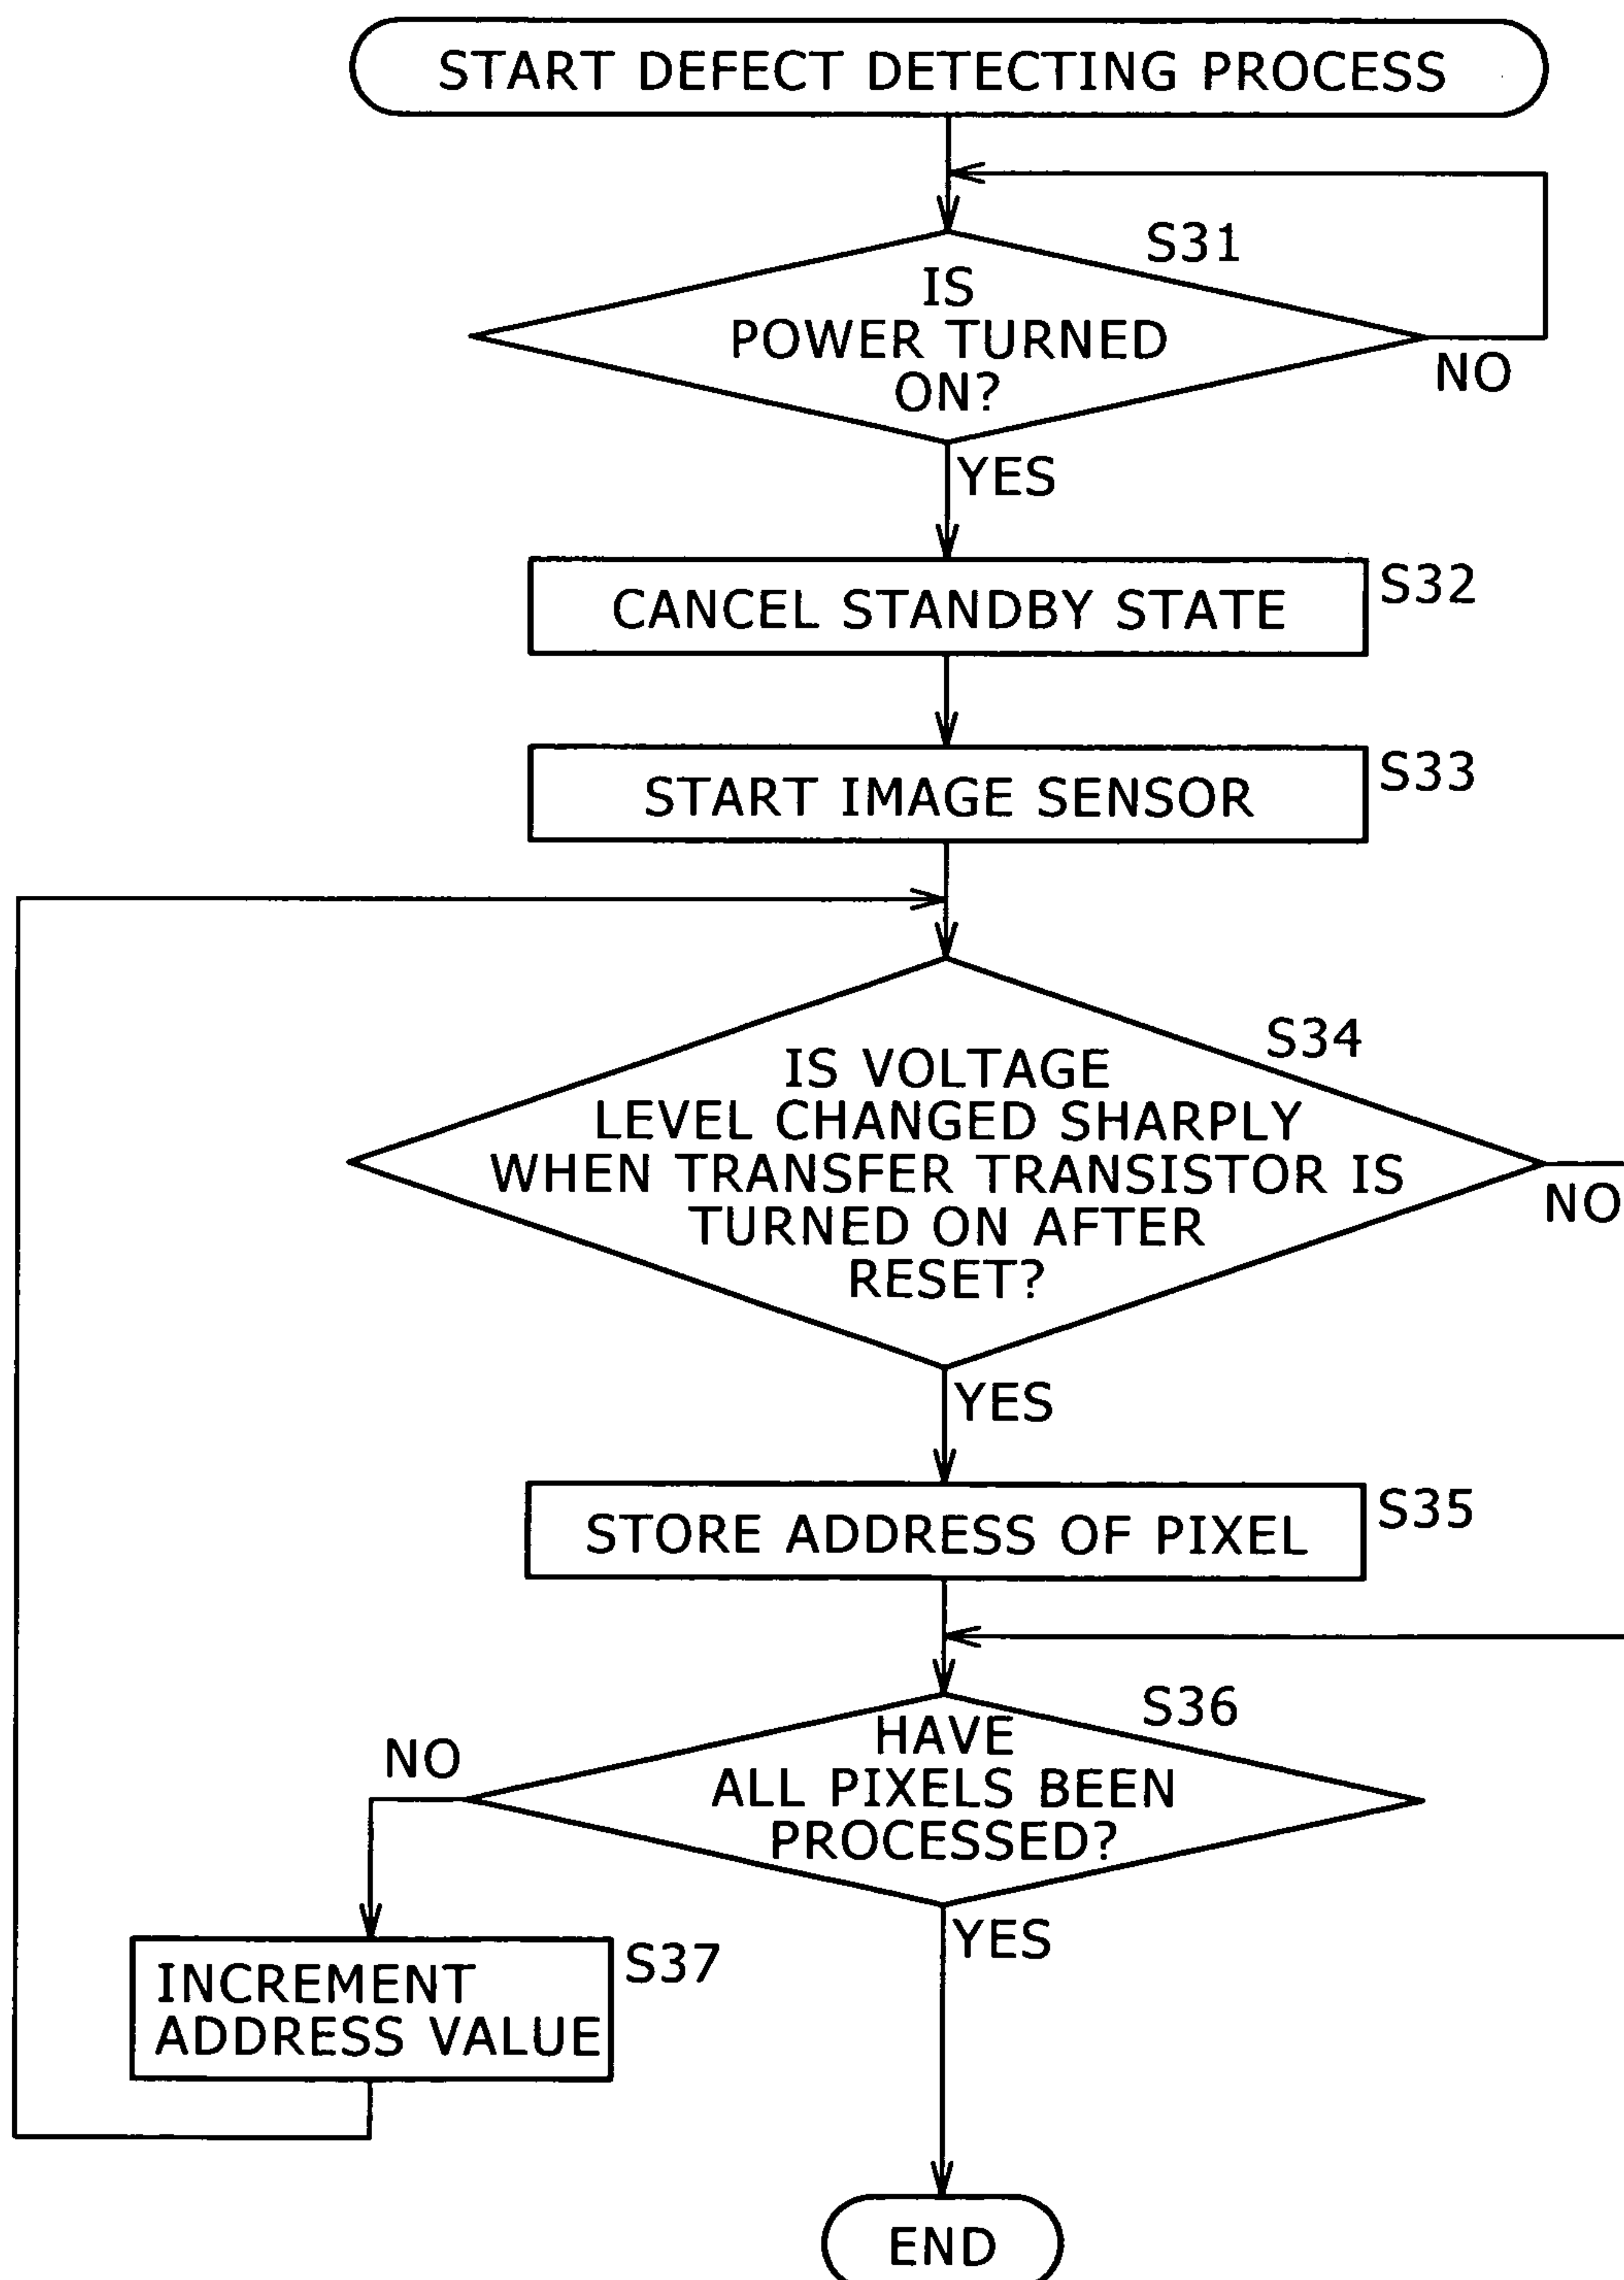 START DEFECT DETECTING PROCESS
S31
IS
POWER TURNED
ON?
NO
YES
CANCEL STANDBY STATE
S32
START IMAGE SENSOR
S33
S34
IS VOLTAGE
LEVEL CHANGED SHARPLY
WHEN TRANSFER TRANSISTOR IS
TURNED ON AFTER
RESET?
NO
YES
STORE ADDRESS OF PIXEL
S35
S36
HAVE
ALL PIXELS BEEN
PROCESSED?
NO
YES
INCREMENT
ADDRESS VALUE
S37
END